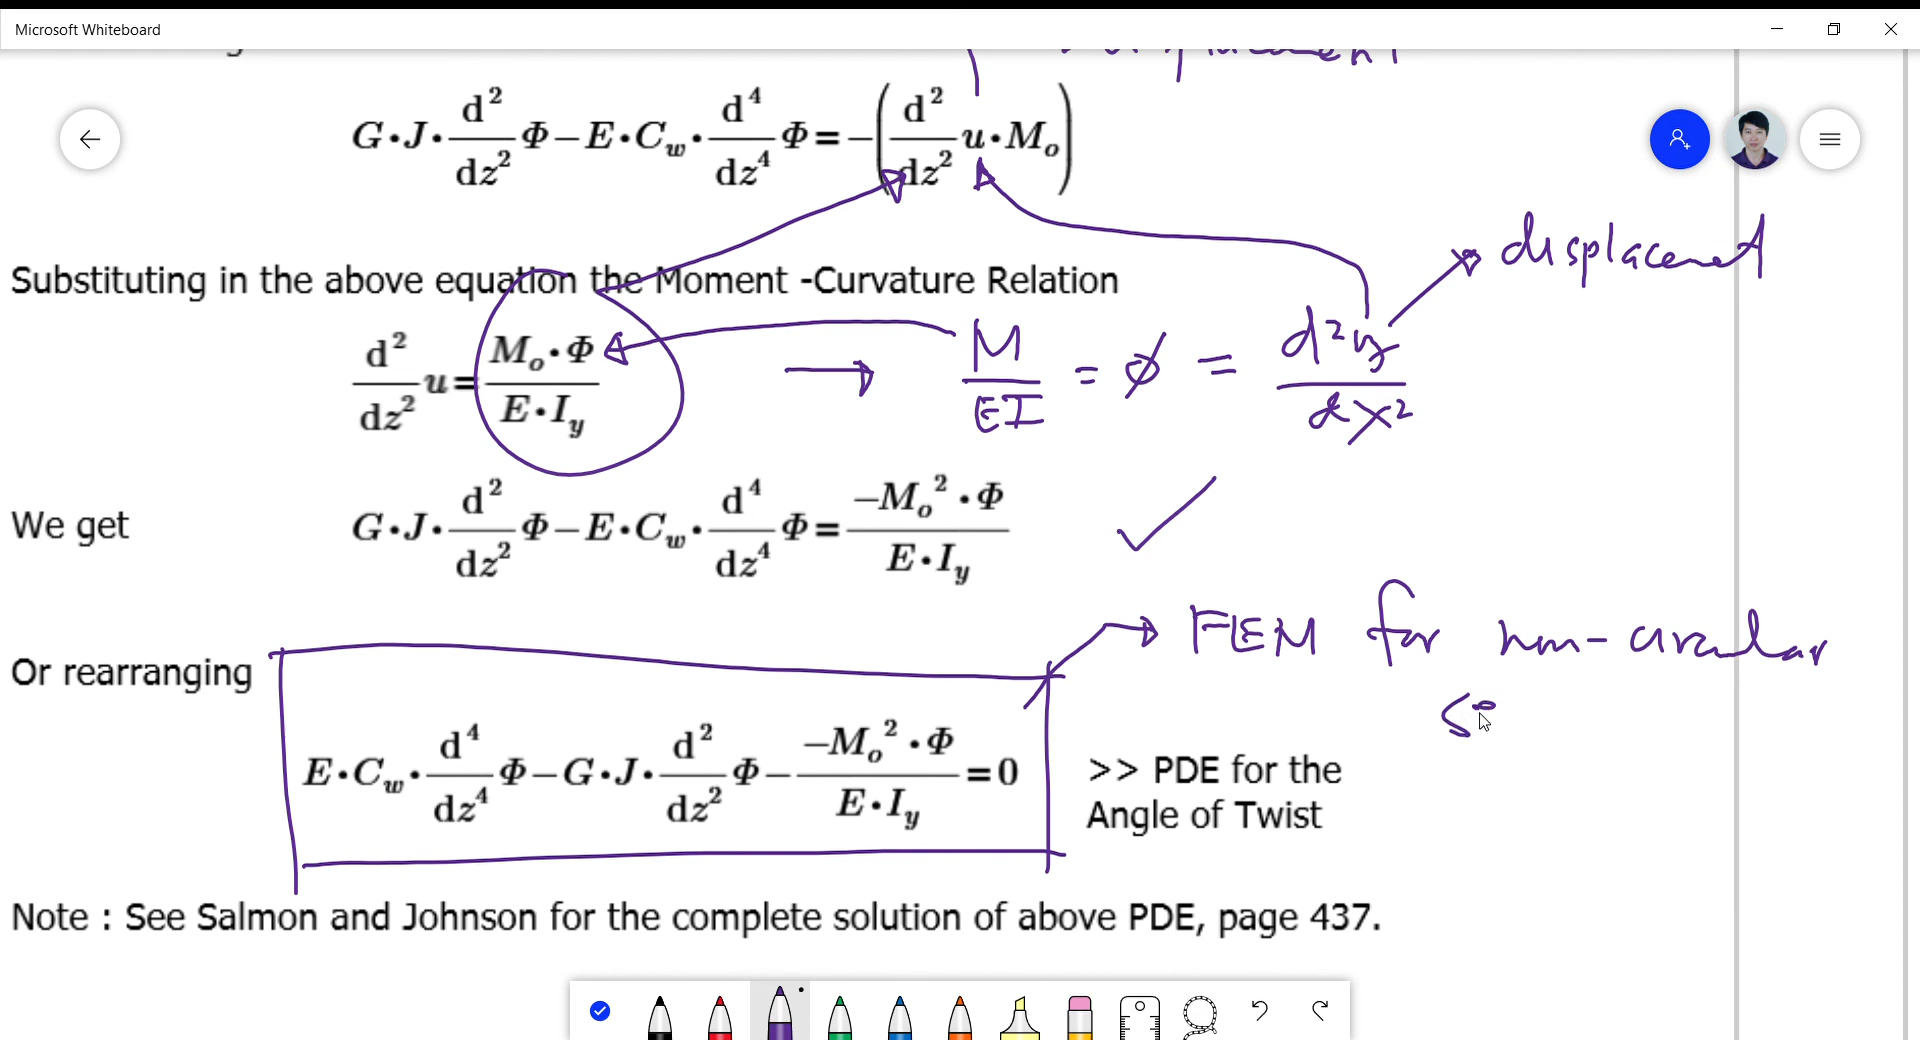 Microsoft Whiteboard
G•J•d²/dz² Φ–E•C_w•d⁴/dz⁴ Φ=–(d²/dz² u•M_o)
displacement
Substituting in the above equation the Moment -Curvature Relation
d²/dz² u=M_o•Φ/E•I_y
→ M/EI = ϕ = d²y/dx²
We get
G•J•d²/dz² Φ–E•C_w•d⁴/dz⁴ Φ=–M_o²•Φ/E•I_y
FEM for non-circular
Or rearranging
E•C_w•d⁴/dz⁴ Φ–G•J•d²/dz² Φ––M_o²•Φ/E•I_y=0
>> PDE for the
Angle of Twist
Note : See Salmon and Johnson for the complete solution of above PDE, page 437.